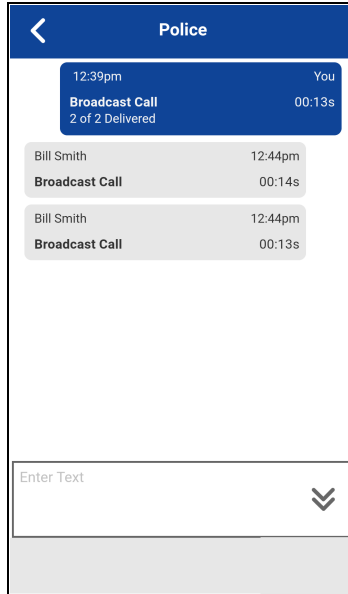 Police
12:39pm You
Broadcast Call 00:13s
2 of 2 Delivered
Bill Smith 12:44pm
Broadcast Call 00:14s
Bill Smith 12:44pm
Broadcast Call 00:13s
Enter Text